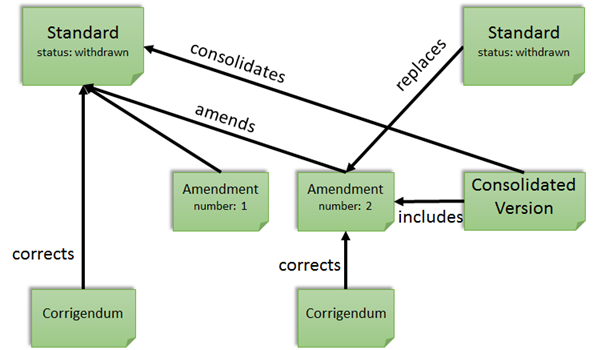 Standard
status: withdrawn
Standard
status: withdrawn
consolidates
replaces
amends
Amendment
number: 1
Amendment
number: 2
Consolidated
Version
includes
corrects
corrects
Corrigendum
Corrigendum